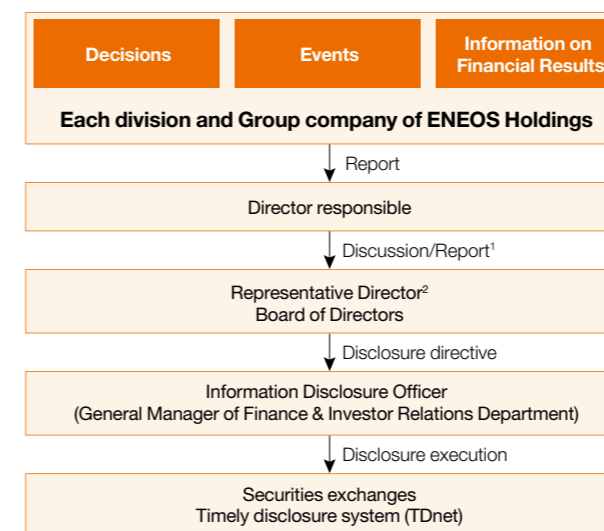 Decisions
Events
Information on
Financial Results
Each division and Group company of ENEOS Holdings
Report
Director responsible
Discussion/Report¹
Representative Director²
Board of Directors
Disclosure directive
Information Disclosure Officer
(General Manager of Finance & Investor Relations Department)
Disclosure execution
Securities exchanges
Timely disclosure system (TDnet)